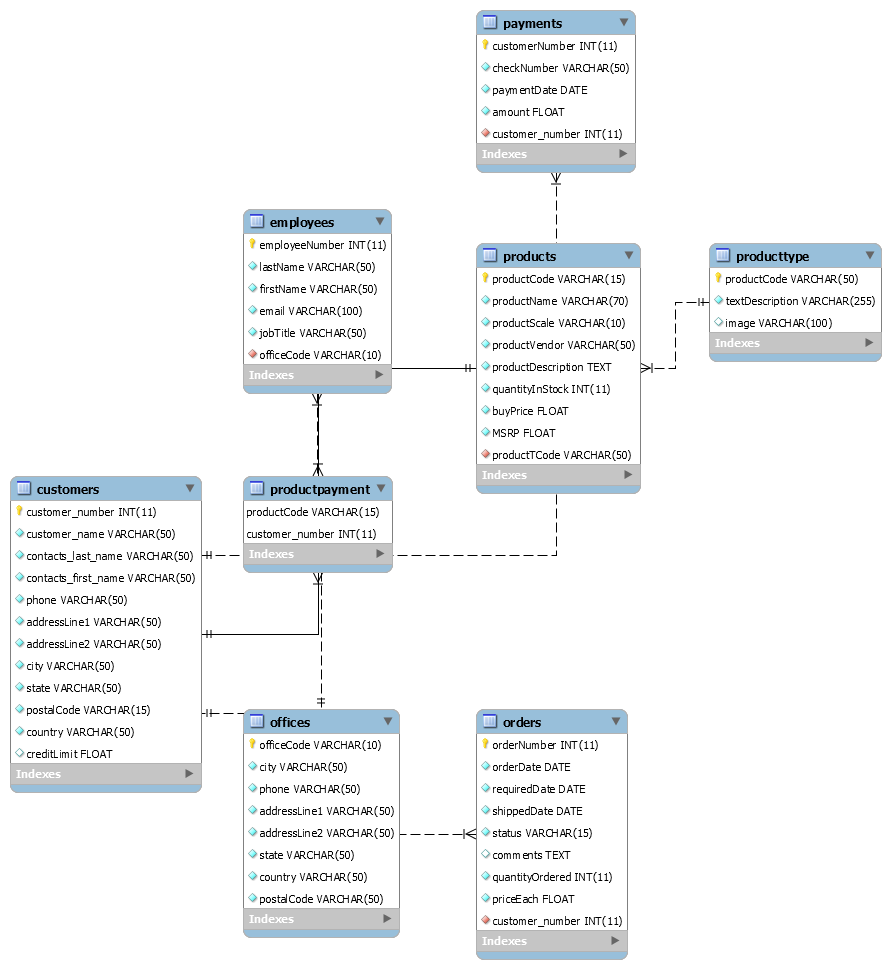 payments
customerNumber INT(11)
checkNumber VARCHAR(50)
paymentDate DATE
amount FLOAT
customer_number INT(11)
Indexes
employees
employeeNumber INT(11)
lastName VARCHAR(50)
firstName VARCHAR(50)
email VARCHAR(100)
jobTitle VARCHAR(50)
officeCode VARCHAR(10)
Indexes
products
productCode VARCHAR(15)
productName VARCHAR(70)
productScale VARCHAR(10)
productVendor VARCHAR(50)
productDescription TEXT
quantityInStock INT(11)
buyPrice FLOAT
MSRP FLOAT
productTCode VARCHAR(50)
Indexes
producttype
productCode VARCHAR(50)
textDescription VARCHAR(255)
image VARCHAR(100)
Indexes
customers
customer_number INT(11)
customer_name VARCHAR(50)
contacts_last_name VARCHAR(50)
contacts_first_name VARCHAR(50)
phone VARCHAR(50)
addressLine1 VARCHAR(50)
addressLine2 VARCHAR(50)
city VARCHAR(50)
state VARCHAR(50)
postalCode VARCHAR(15)
country VARCHAR(50)
creditLimit FLOAT
Indexes
productpayment
productCode VARCHAR(15)
customer_number INT(11)
Indexes
offices
officeCode VARCHAR(10)
city VARCHAR(50)
phone VARCHAR(50)
addressLine1 VARCHAR(50)
addressLine2 VARCHAR(50)
state VARCHAR(50)
country VARCHAR(50)
postalCode VARCHAR(50)
Indexes
orders
orderNumber INT(11)
orderDate DATE
requiredDate DATE
shippedDate DATE
status VARCHAR(15)
comments TEXT
quantityOrdered INT(11)
priceEach FLOAT
customer_number INT(11)
Indexes